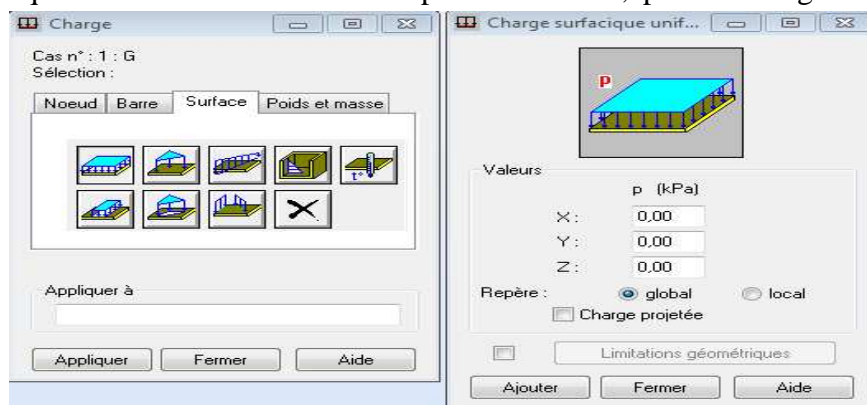 Charge
Cas n° : 1 : G
Sélection :
Noeud Barre Surface Poids et masse
t°
Appliquer à
Appliquer Fermer Aide
Charge surfacique unif...
P
Valeurs
p (kPa)
X : 0,00
Y : 0,00
Z : 0,00
Repère : global local
Charge projetée
Limitations géométriques
Ajouter Fermer Aide